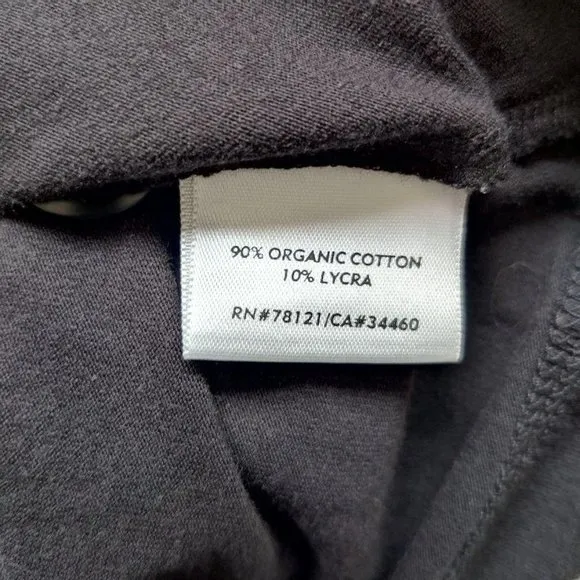 90% ORGANIC COTTON
10% LYCRA
RN#78121/CA#34460